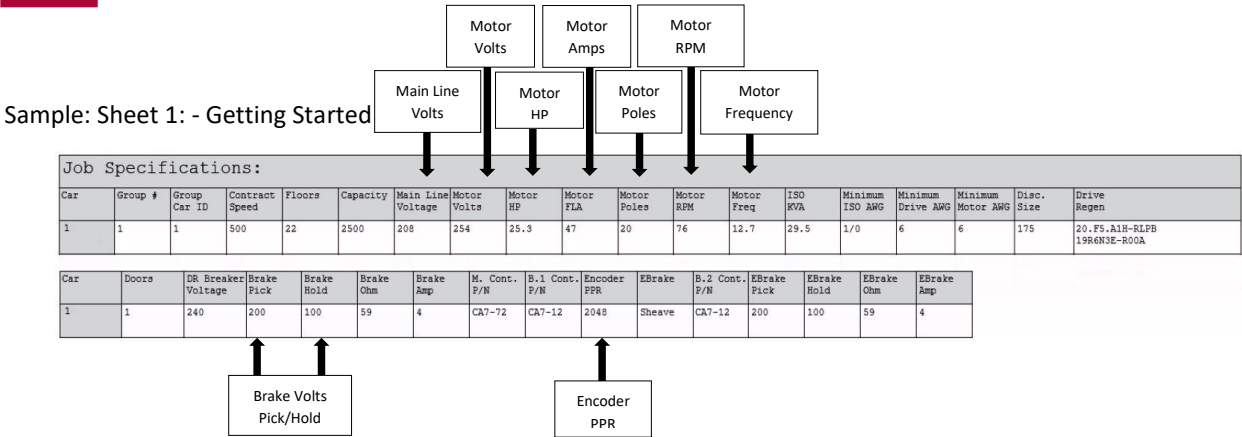 Motor
Volts
Motor
Amps
Motor
RPM
Main Line
Volts
Motor
HP
Motor
Poles
Motor
Frequency
Sample: Sheet 1: - Getting Started
Job Specifications:
Car Group # Group Car ID Contract Speed Floors Capacity Main Line Voltage Motor Volts Motor HP Motor FLA Motor Poles Motor RPM Motor Freq ISO KVA Minimum ISO AWG Minimum Drive AWG Minimum Motor AWG Disc. Size Drive Regen
1 1 1 500 22 2500 208 254 25.3 47 20 76 12.7 29.5 1/0 6 6 175 20.F5.A1H-RLPB
19R6N3E-R00A
Car Doors DR Breaker Voltage Brake Pick Brake Hold Brake Ohm Brake Amp M. Cont. P/N B.1 Cont. P/N Encoder PPR EBrake B.2 Cont. P/N EBrake Pick EBrake Hold EBrake Ohm EBrake Amp
1 1 240 200 100 59 4 CA7-72 CA7-12 2048 Sheave CA7-12 200 100 59 4
Brake Volts
Pick/Hold
Encoder
PPR